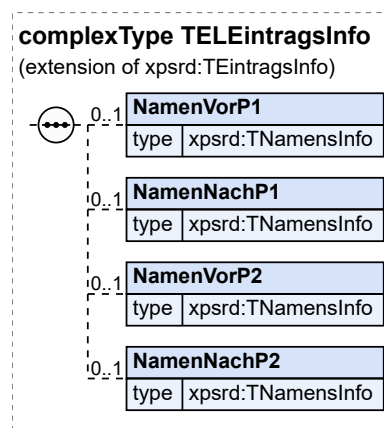 complexType TELEintragsInfo
(extension of xpsrd:TEintragsInfo)
0..1 NamenVorP1
type xpsrd:TNamensInfo
0..1 NamenNachP1
type xpsrd:TNamensInfo
0..1 NamenVorP2
type xpsrd:TNamensInfo
0..1 NamenNachP2
type xpsrd:TNamensInfo